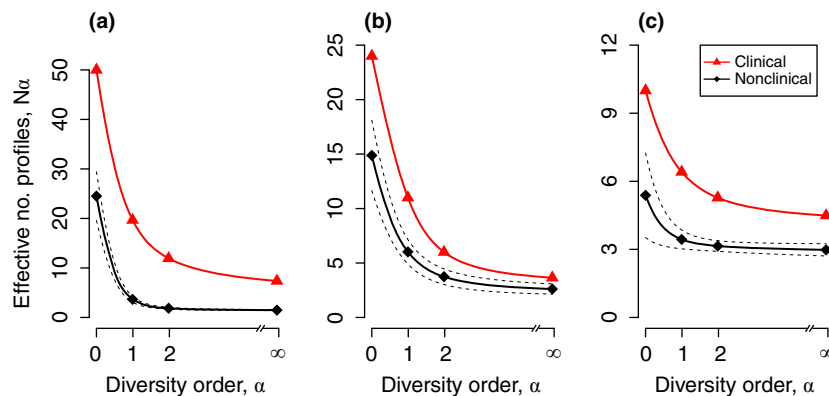 (a)
(b)
(c)
Effective no. profiles, Nα
0
10
20
30
40
50
0
5
10
15
20
25
0
3
6
9
12
Clinical
Nonclinical
0 1 2 ∞
0 1 2 ∞
0 1 2 ∞
Diversity order, α
Diversity order, α
Diversity order, α